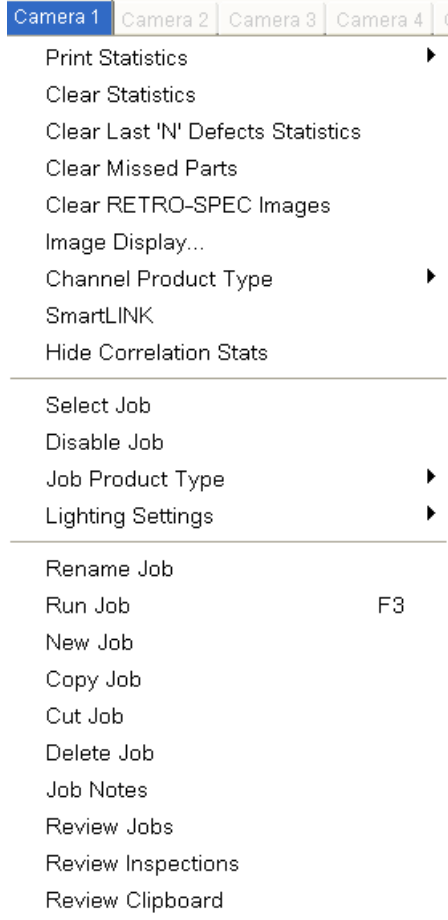 Camera 1 Camera 2 Camera 3 Camera 4
Print Statistics
Clear Statistics
Clear Last 'N' Defects Statistics
Clear Missed Parts
Clear RETRO-SPEC Images
Image Display...
Channel Product Type
SmartLINK
Hide Correlation Stats
Select Job
Disable Job
Job Product Type
Lighting Settings
Rename Job
Run Job F3
New Job
Copy Job
Cut Job
Delete Job
Job Notes
Review Jobs
Review Inspections
Review Clipboard